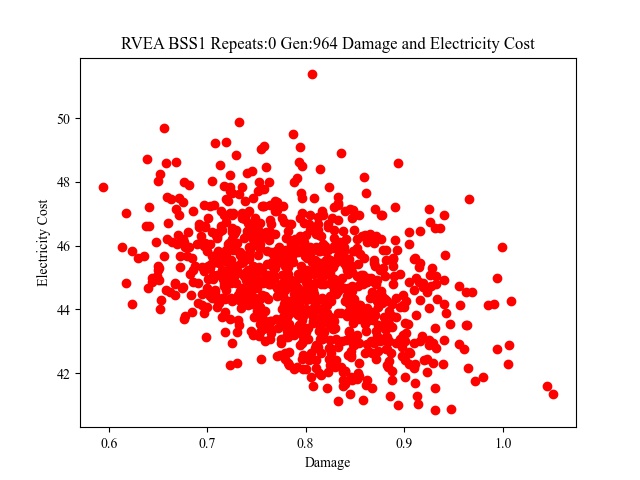 RVEA BSS1 Repeats:0 Gen:964 Damage and Electricity Cost
50
48
46
44
42
Electricity Cost
0.6 0.7 0.8 0.9 1.0
Damage